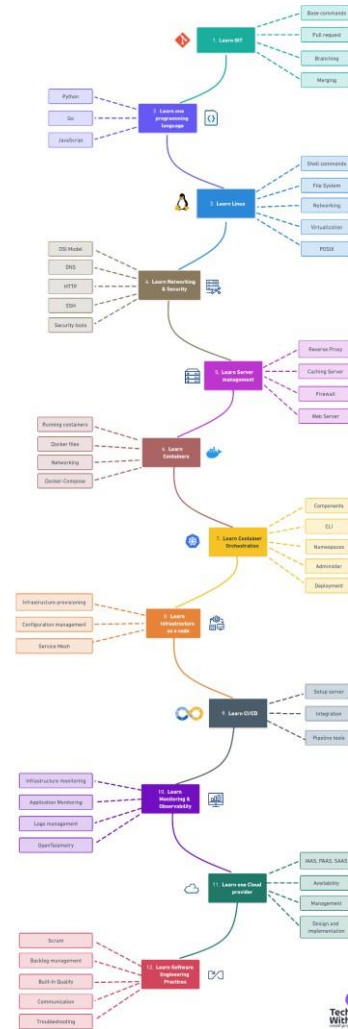 Base commands
1. Learn GIT
Pull request
Branching
Merging
Python
2. Learn one
programming
language
Go
JavaScript
Shell commands
File System
3. Learn Linux
Networking
Virtualization
POSIX
OSI Model
DNS
4. Learn Networking
& Security
HTTP
SSH
Security tools
Reverse Proxy
5. Learn Server
management
Caching Server
Firewall
Web Server
Running containers
Docker files
6. Learn
Containers
Networking
Docker-Compose
Components
CLI
7. Learn Container
Orchestration
Namespaces
Administer
Deployment
Infrastructure provisioning
8. Learn
Infrastructure
as a code
Configuration management
Service Mesh
Setup server
9. Learn CI/CD
Integration
Pipeline tools
Infrastructure monitoring
10. Learn
Monitoring &
Observability
Application Monitoring
Logs management
OpenTelemetry
IAAS, PAAS, SAAS
11. Learn one Cloud
provider
Availability
Management
Design and
implementation
Scrum
Backlog management
12. Learn Software
Engineering
Practices
Built-in Quality
Communication
Troubleshooting
Tech
With